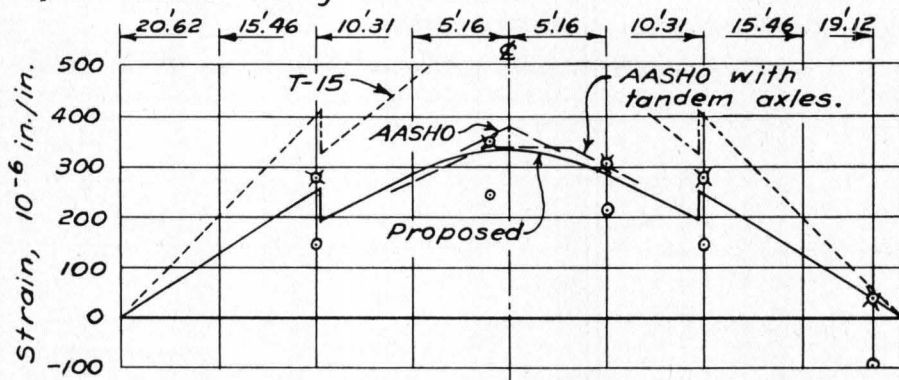 20.'62 15.'46 10.'31 5.'16 5.'16 10.'31 15.'46 19.'12
℄
500
400
300
200
100
0
-100
Strain, 10⁻⁶ in./in.
T-15
AASHO
AASHO with
tandem axles.
Proposed